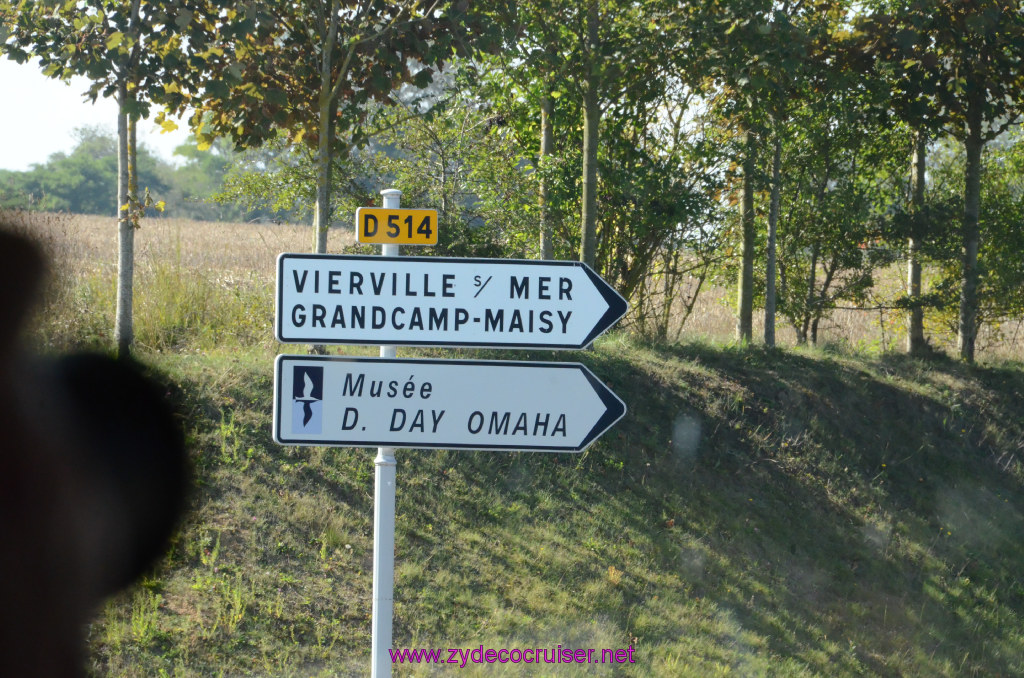 D 514
VIERVILLE s/ MER
GRANDCAMP-MAISY
Musée
D. DAY OMAHA
www.zydecocruiser.net